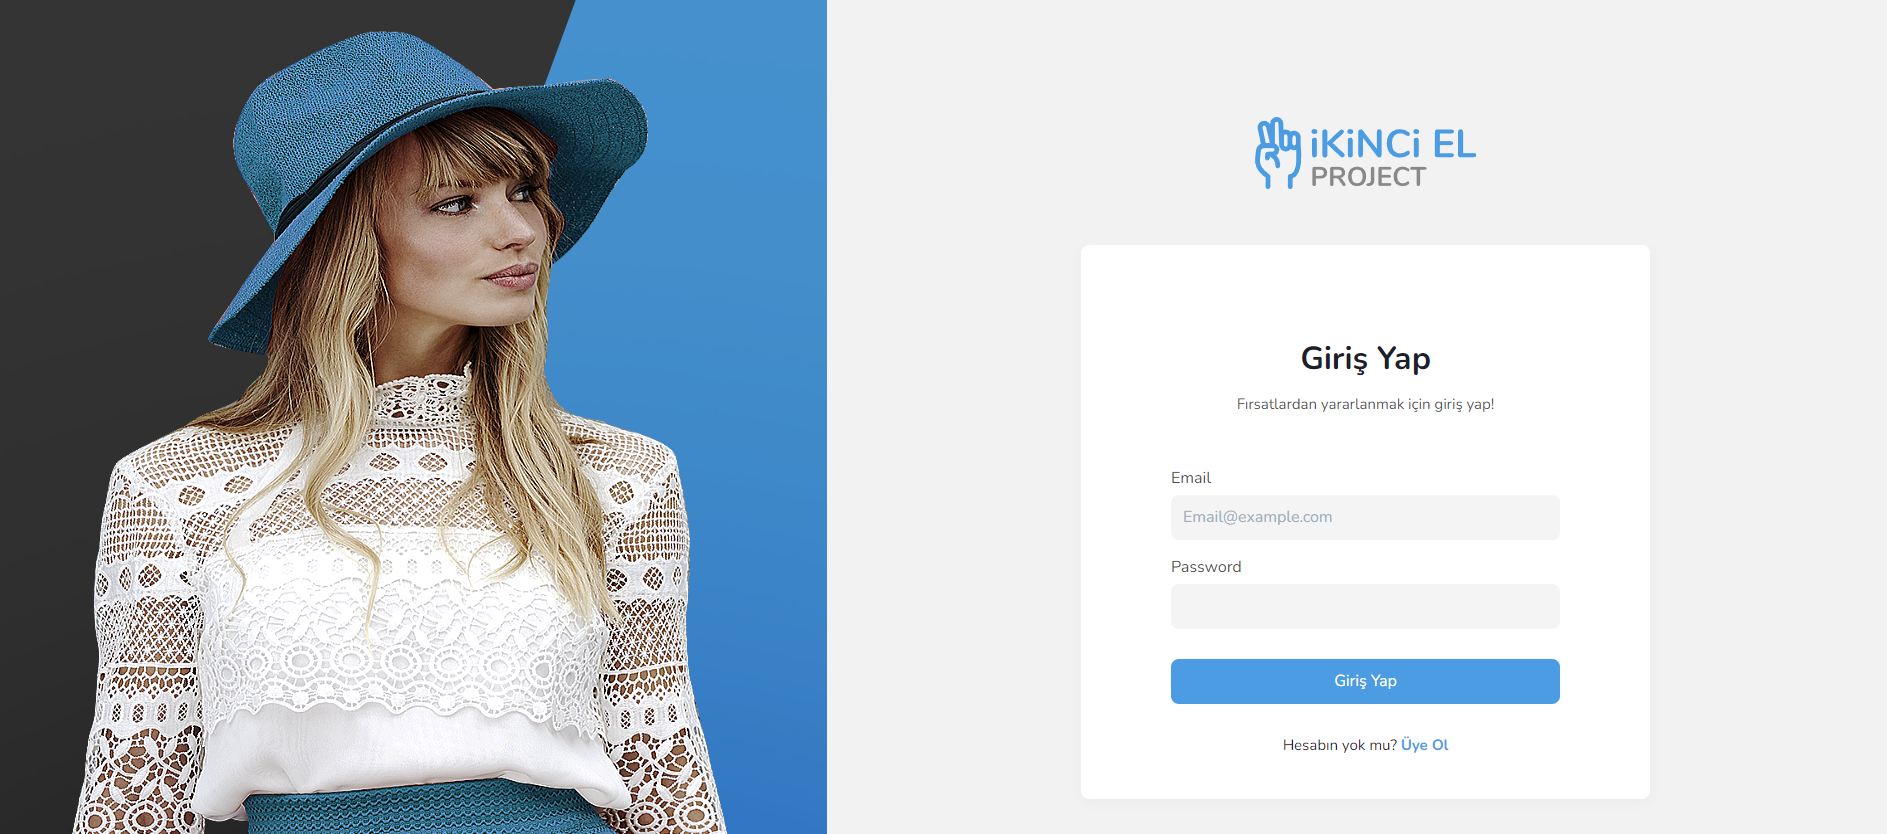 iKiNCi EL
PROJECT
Giriş Yap
Fırsatlardan yararlanmak için giriş yap!
Email
Email@example.com
Password
Giriş Yap
Hesabın yok mu? Üye Ol